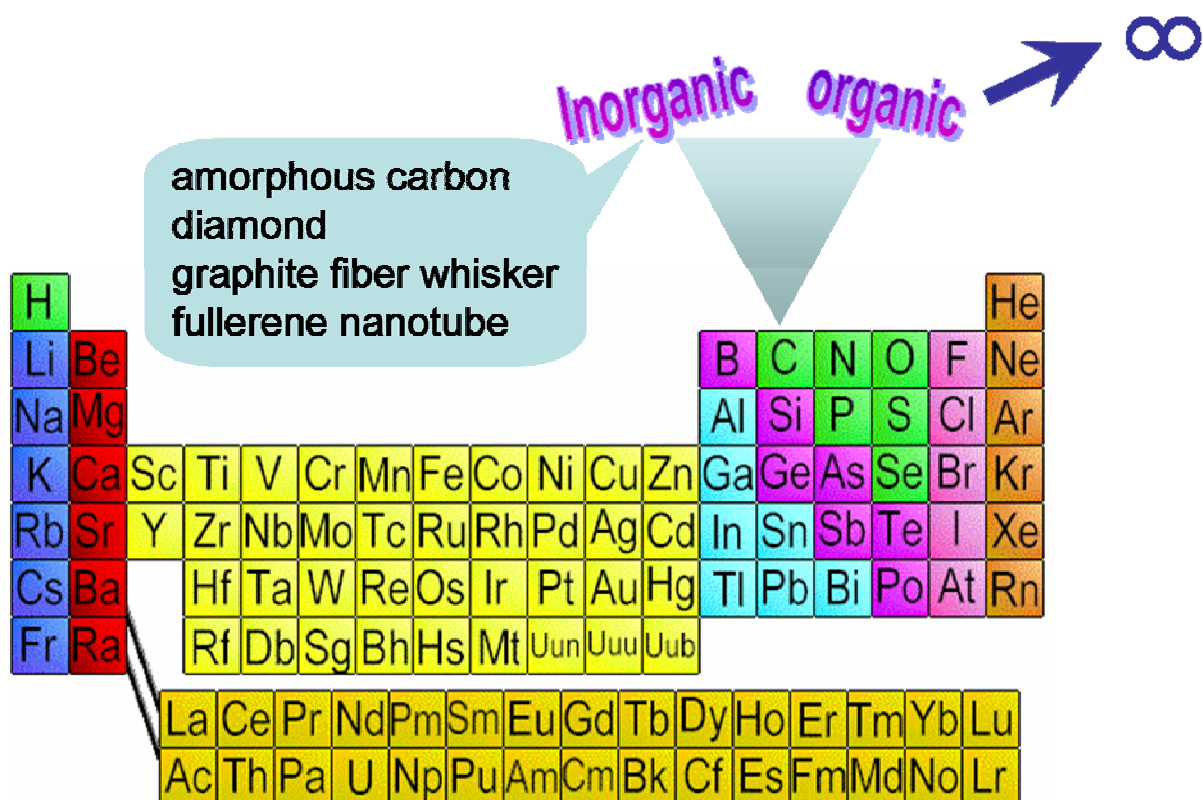 ∞
Inorganic organic
amorphous carbon
diamond
graphite fiber whisker
fullerene nanotube
H He
Li Be B C N O F Ne
Na Mg Al Si P S Cl Ar
K Ca Sc Ti V Cr Mn Fe Co Ni Cu Zn Ga Ge As Se Br Kr
Rb Sr Y Zr Nb Mo Tc Ru Rh Pd Ag Cd In Sn Sb Te I Xe
Cs Ba Hf Ta W Re Os Ir Pt Au Hg Tl Pb Bi Po At Rn
Fr Ra Rf Db Sg Bh Hs Mt Uun Uuu Uub
La Ce Pr Nd Pm Sm Eu Gd Tb Dy Ho Er Tm Yb Lu
Ac Th Pa U Np Pu Am Cm Bk Cf Es Fm Md No Lr